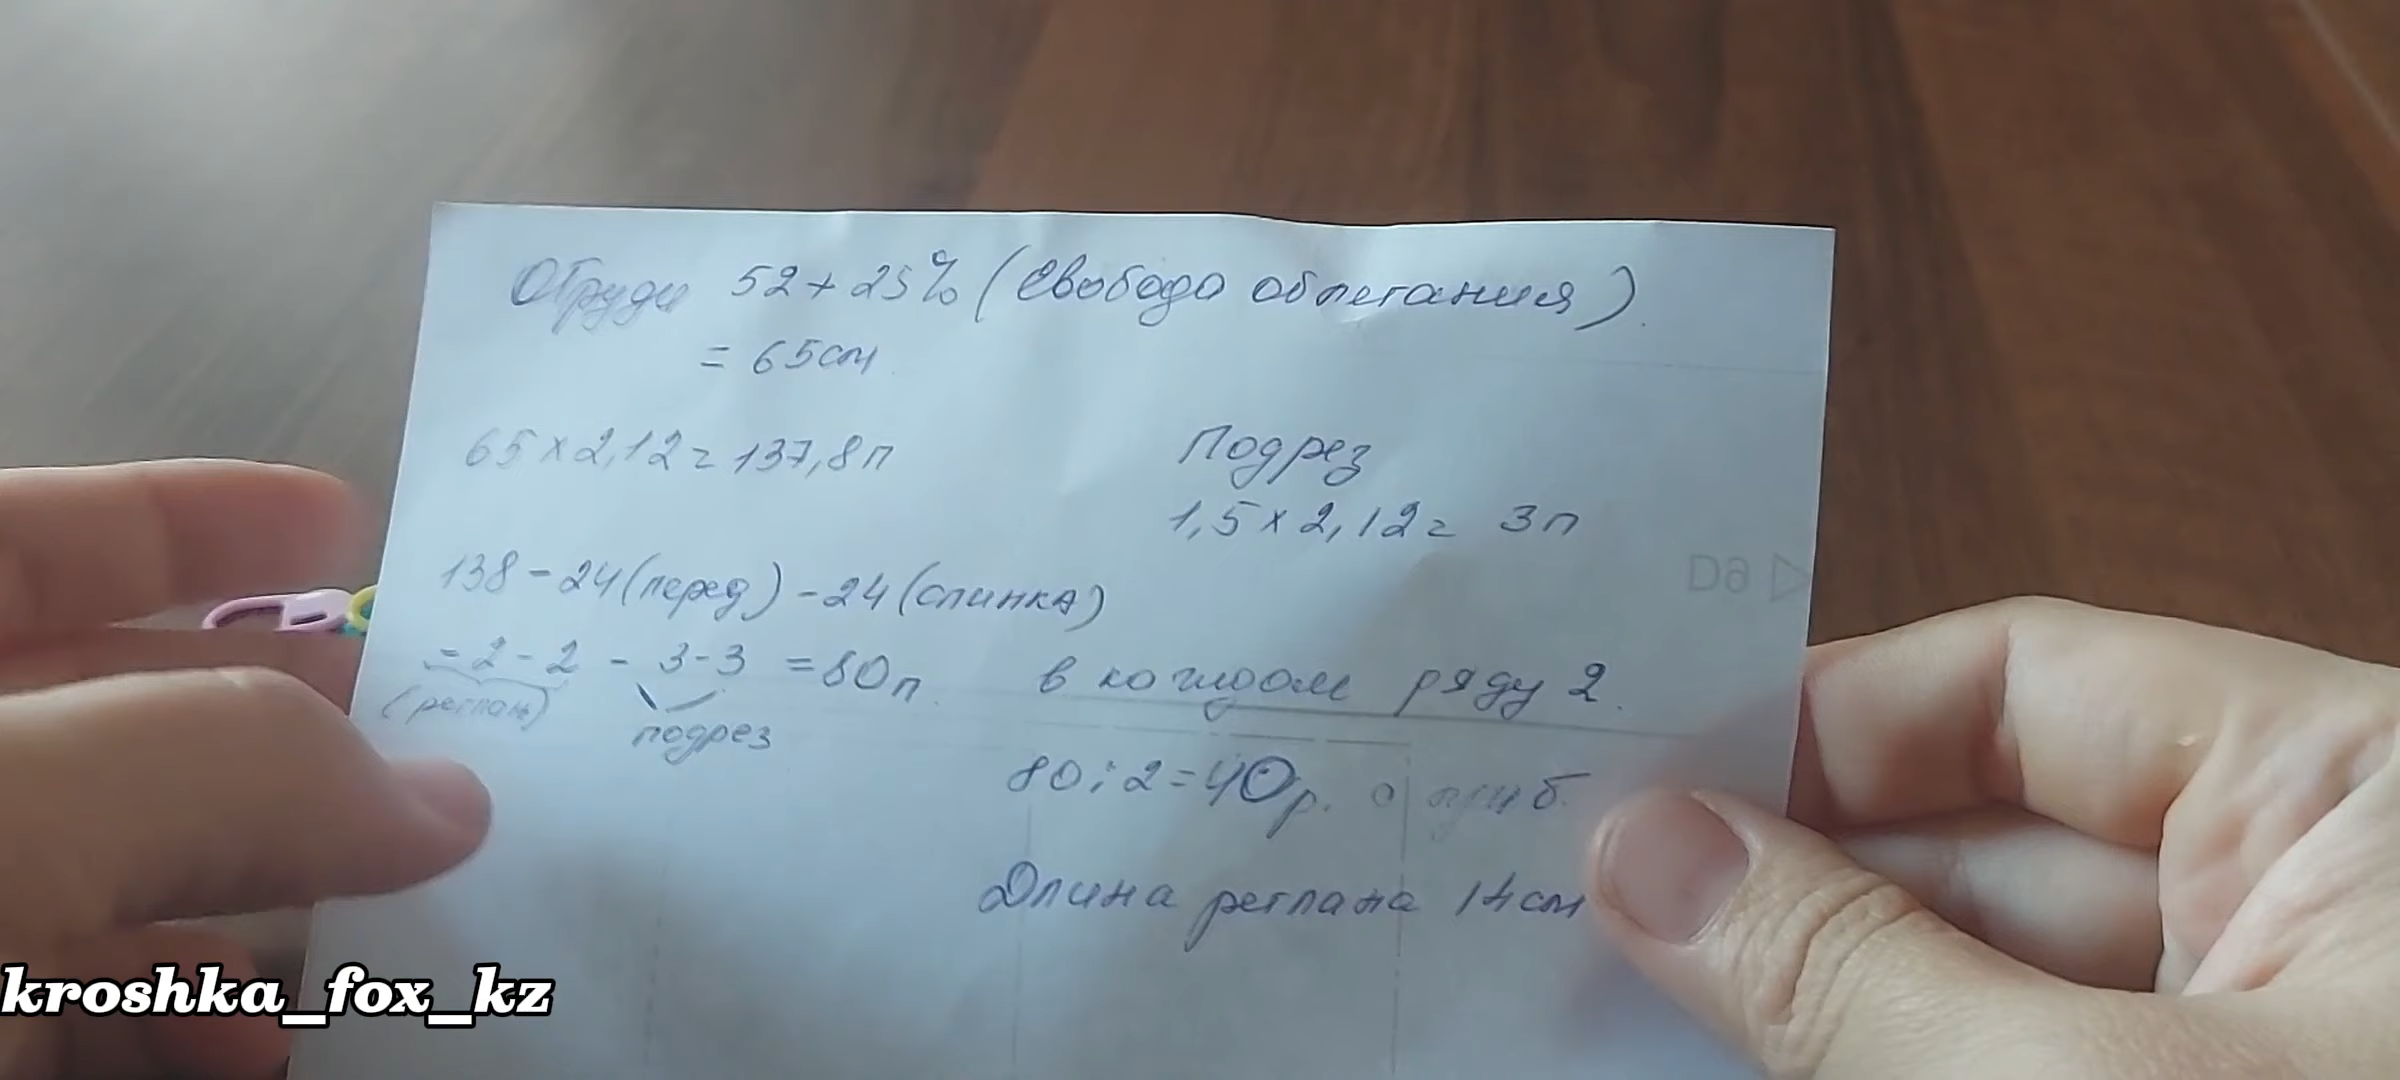 ОГруди 52+25% (Свобода облегания)
= 65см
65×2,12=137,8п
Подрез
1,5×2,12= 3п
138-24(перед)-24(спинка)
-2-2 - 3-3 =80п.
(реглан)
подрез
в каждом ряду 2.
80:2=40р. с приб.
Длина реглана 14см
kroshka_fox_kz